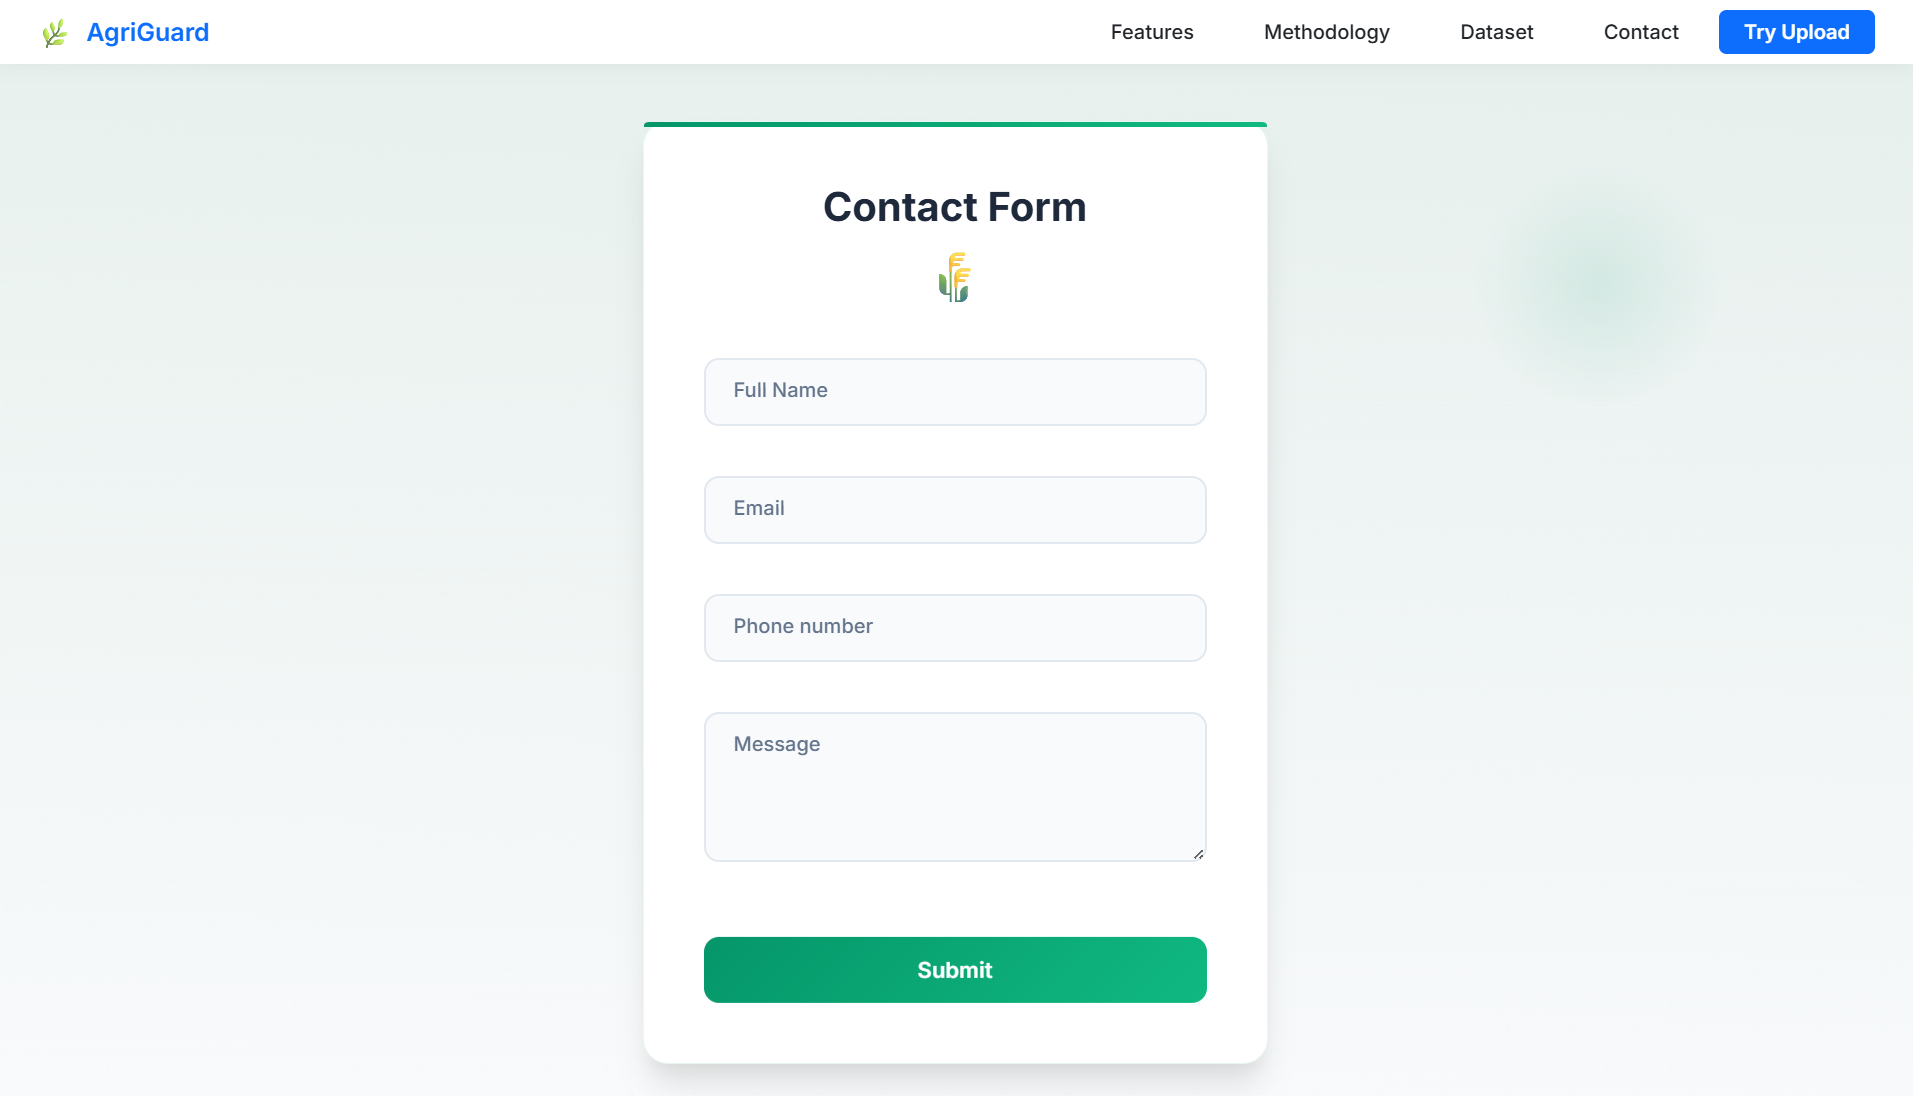 AgriGuard
Features
Methodology
Dataset
Contact
Try Upload
Contact Form
Full Name
Email
Phone number
Message
Submit